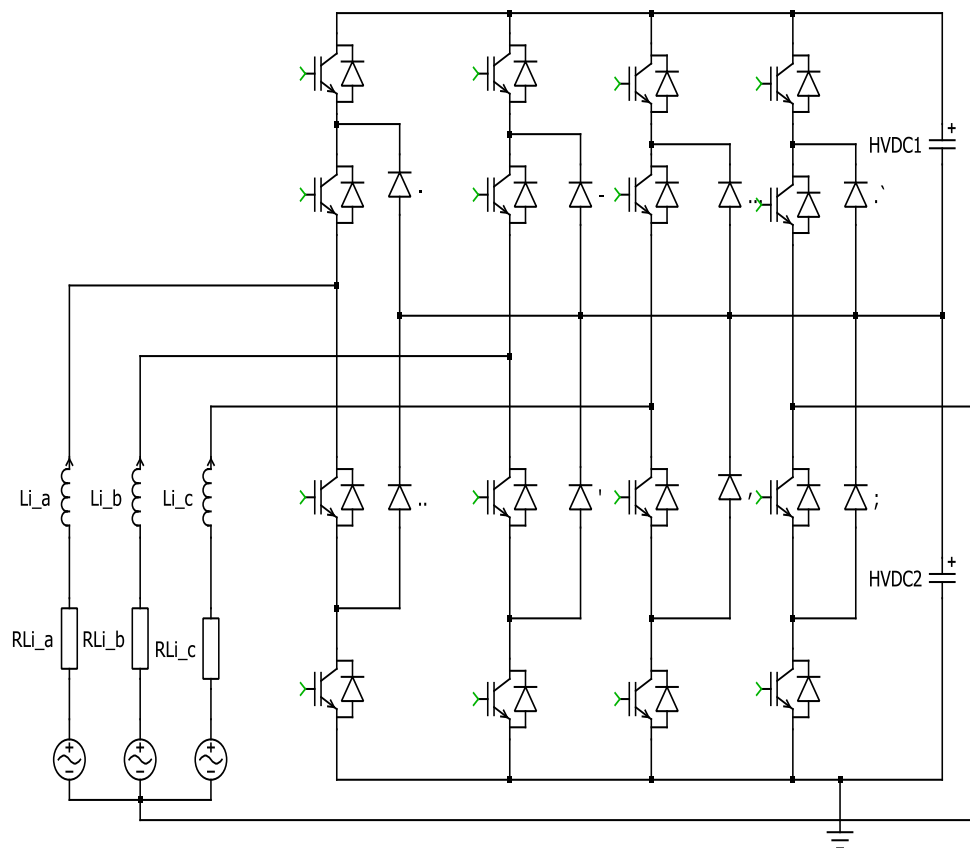 HVDC1
.
-
...
.`
Li_a
Li_b
Li_c
..
'
,
;
HVDC2
RLi_a
RLi_b
RLi_c